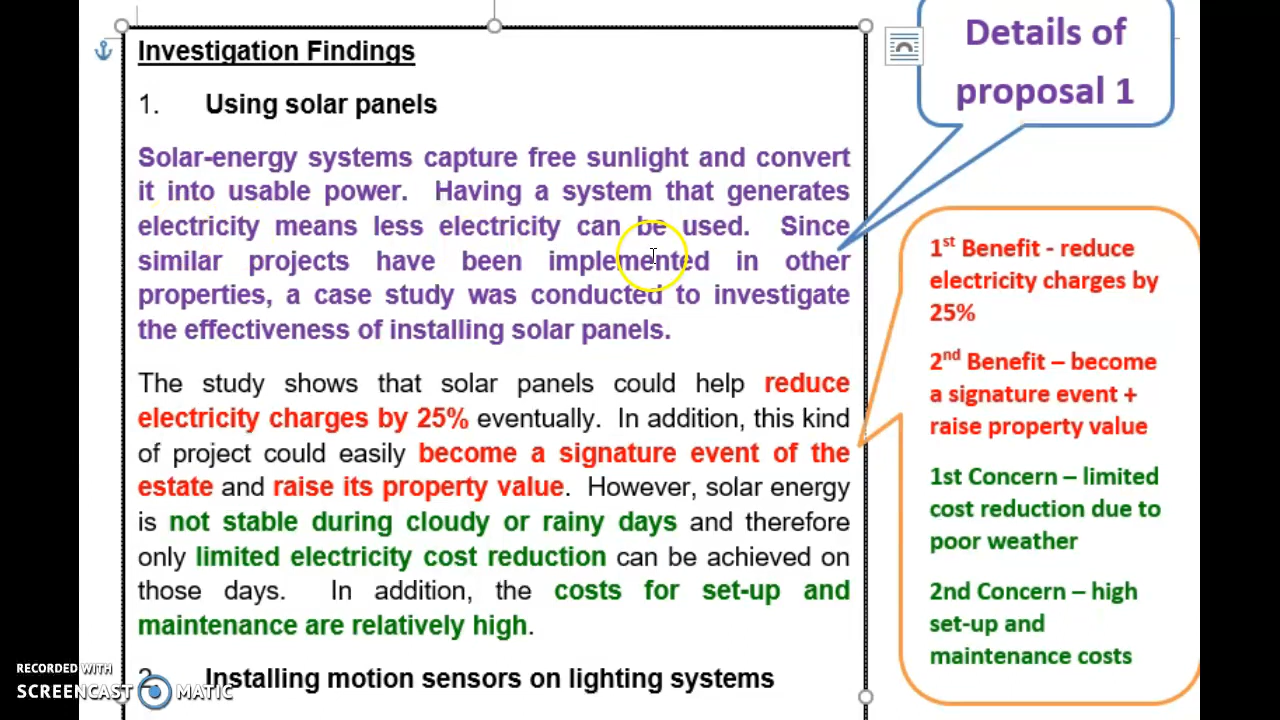 Investigation Findings
1. Using solar panels
Solar-energy systems capture free sunlight and convert
it into usable power. Having a system that generates
electricity means less electricity can be used. Since
similar projects have been implemented in other
properties, a case study was conducted to investigate
the effectiveness of installing solar panels.
The study shows that solar panels could help reduce
electricity charges by 25% eventually. In addition, this kind
of project could easily become a signature event of the
estate and raise its property value. However, solar energy
is not stable during cloudy or rainy days and therefore
only limited electricity cost reduction can be achieved on
those days. In addition, the costs for set-up and
maintenance are relatively high.
2. Installing motion sensors on lighting systems
Details of
proposal 1
1st Benefit - reduce
electricity charges by
25%
2nd Benefit – become
a signature event +
raise property value
1st Concern – limited
cost reduction due to
poor weather
2nd Concern – high
set-up and
maintenance costs
RECORDED WITH
SCREENCAST MATIC